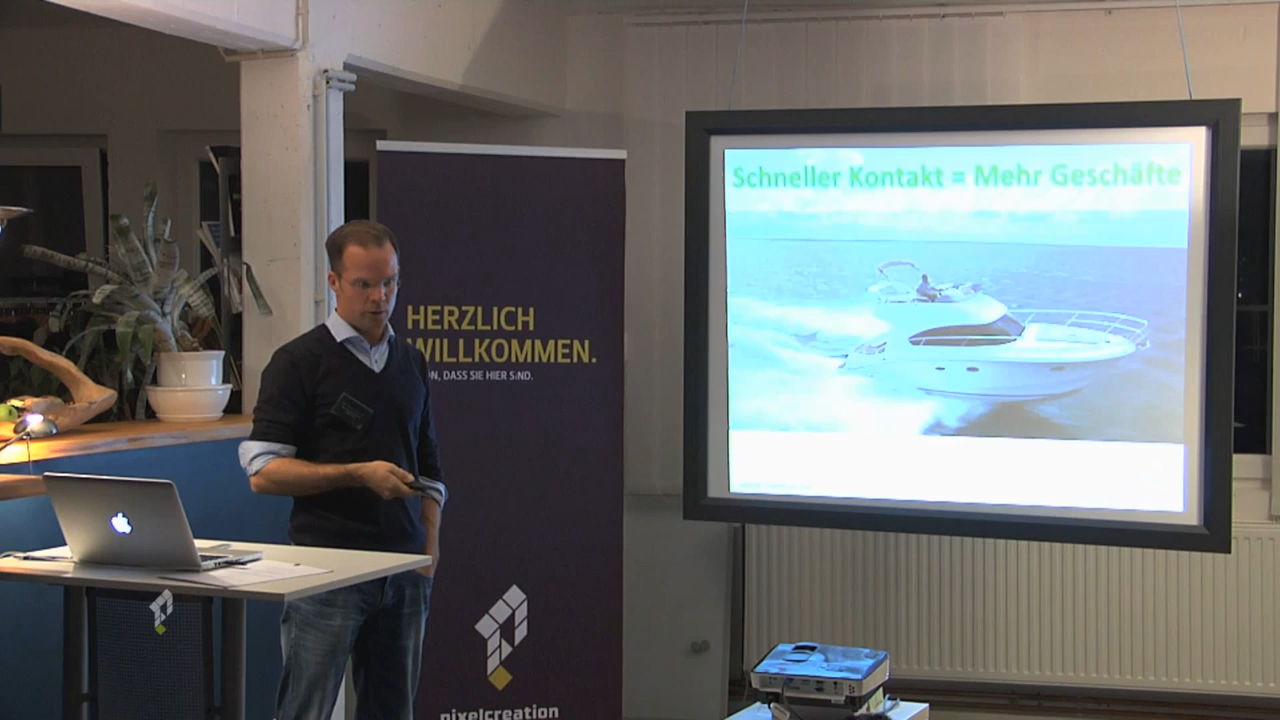 Schneller Kontakt = Mehr Geschäfte
HERZLICH
WILLKOMMEN.
DASS SIE HIER SIND.
pixelcreation